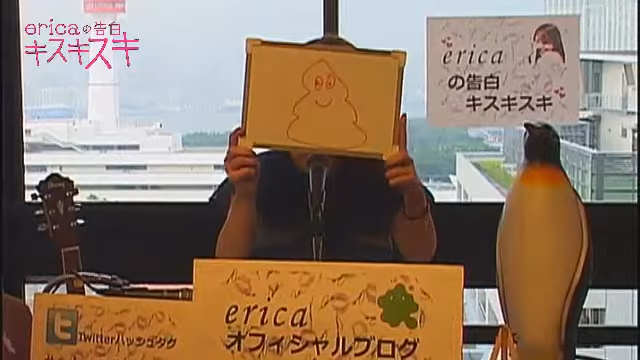 ericaの告白
キスキスキ
erica
の告白
キスキスキ
Twitterハッシュタグ
erica
オフィシャルブログ